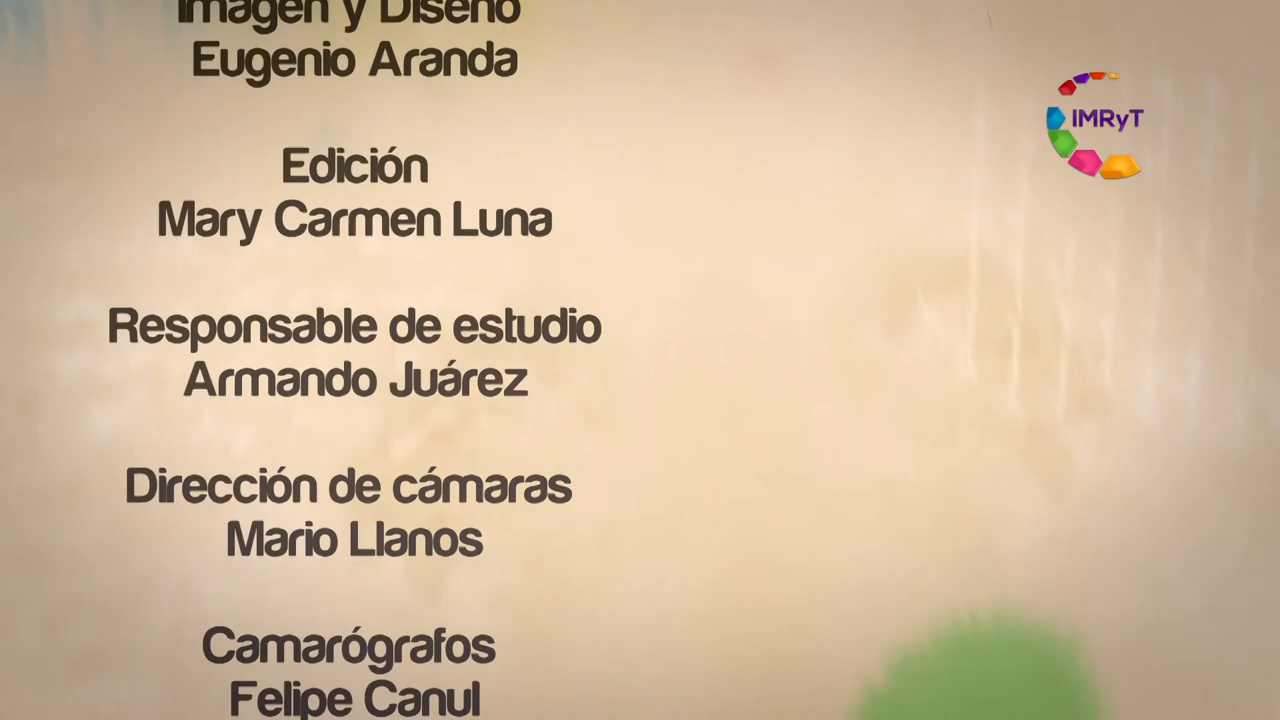 Imagen y Diseño
Eugenio Aranda
IMRyT
Edición
Mary Carmen Luna
Responsable de estudio
Armando Juárez
Dirección de cámaras
Mario Llanos
Camarógrafos
Felipe Canul